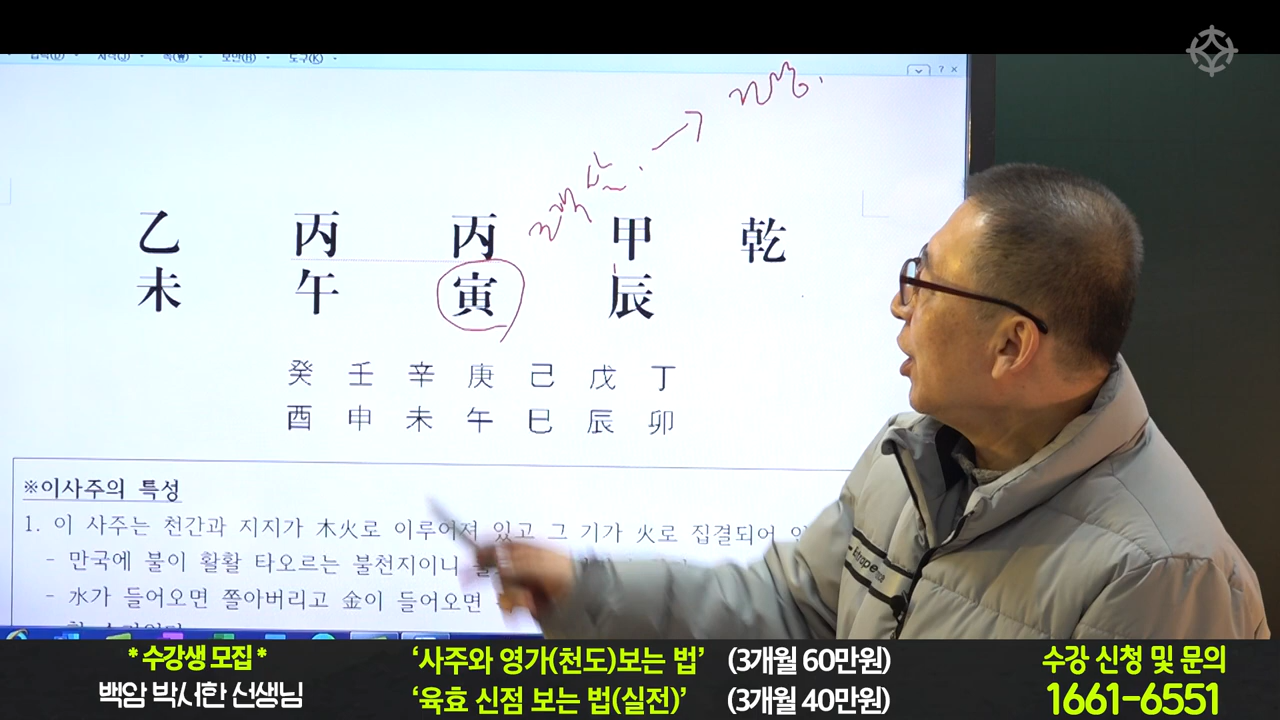 보안(H) 도구(K)
乙 丙 丙 甲 乾
未 午 寅 辰
癸 壬 辛 庚 己 戊 丁
酉 申 未 午 巳 辰 卯
※이사주의 특성
1. 이 사주는 천간과 지지가 木火로 이루어져 있고 그 기가 火로 집결되어
- 만국에 불이 활활 타오르는 불천지이니
- 水가 들어오면 쫄아버리고 金이 들어오면
*수강생 모집*
백암 박시한 선생님
‘사주와 영가(천도)보는 법’ (3개월 60만원)
‘육효 신점 보는 법(실전)’ (3개월 40만원)
수강 신청 및 문의
1661-6551